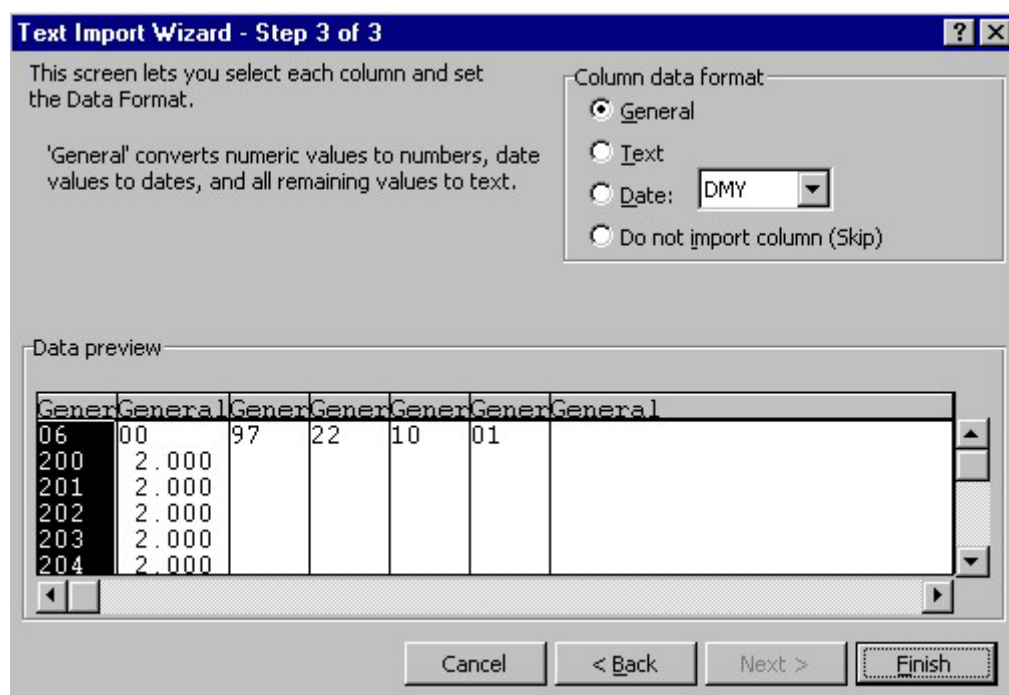 Text Import Wizard - Step 3 of 3
? X
This screen lets you select each column and set
the Data Format.
'General' converts numeric values to numbers, date
values to dates, and all remaining values to text.
Column data format
General
Text
Date: DMY
Do not import column (Skip)
Data preview
Gener General Gener Gener Gener Gener General
06 00 97 22 10 01
200 2.000
201 2.000
202 2.000
203 2.000
204 2.000
Cancel < Back Next > Finish